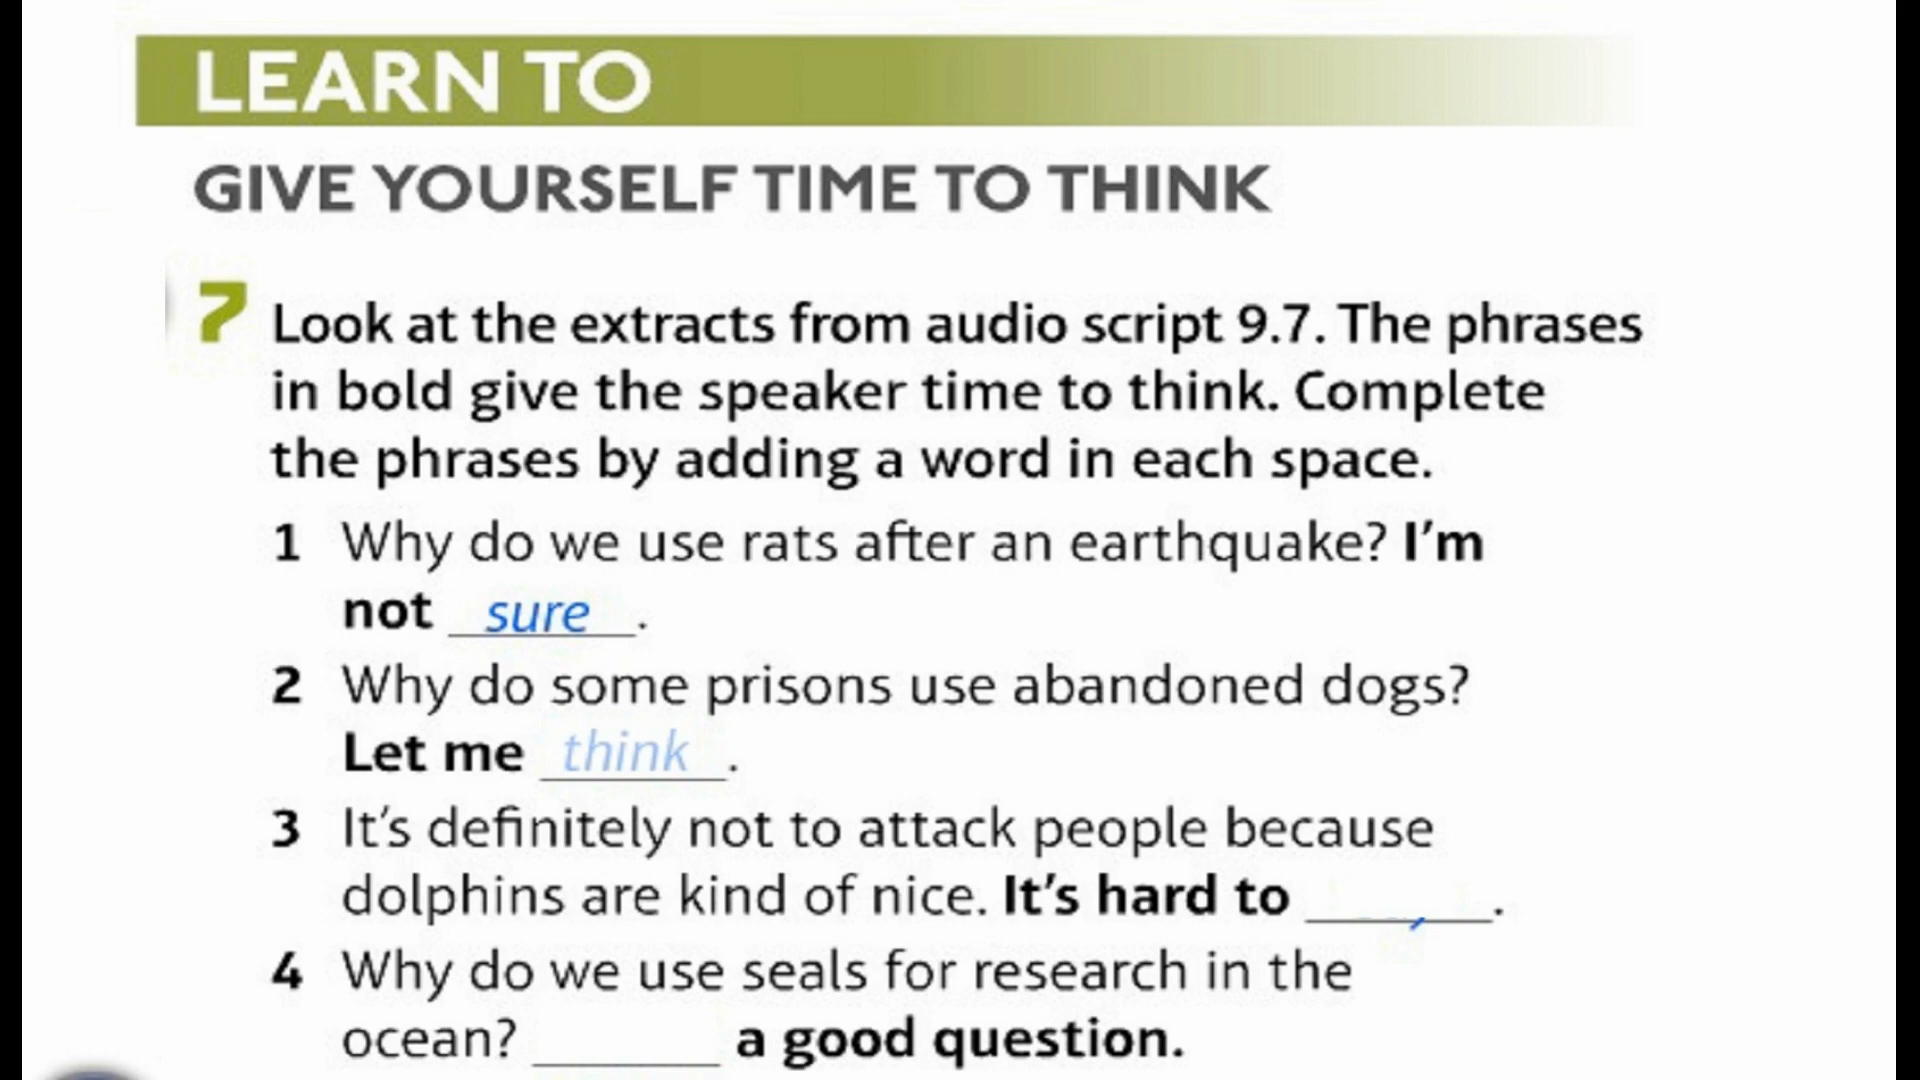 LEARN TO
GIVE YOURSELF TIME TO THINK
7 Look at the extracts from audio script 9.7. The phrases
in bold give the speaker time to think. Complete
the phrases by adding a word in each space.
1 Why do we use rats after an earthquake? I'm
not sure.
2 Why do some prisons use abandoned dogs?
Let me think.
3 It's definitely not to attack people because
dolphins are kind of nice. It's hard to ______.
4 Why do we use seals for research in the
ocean? ______ a good question.